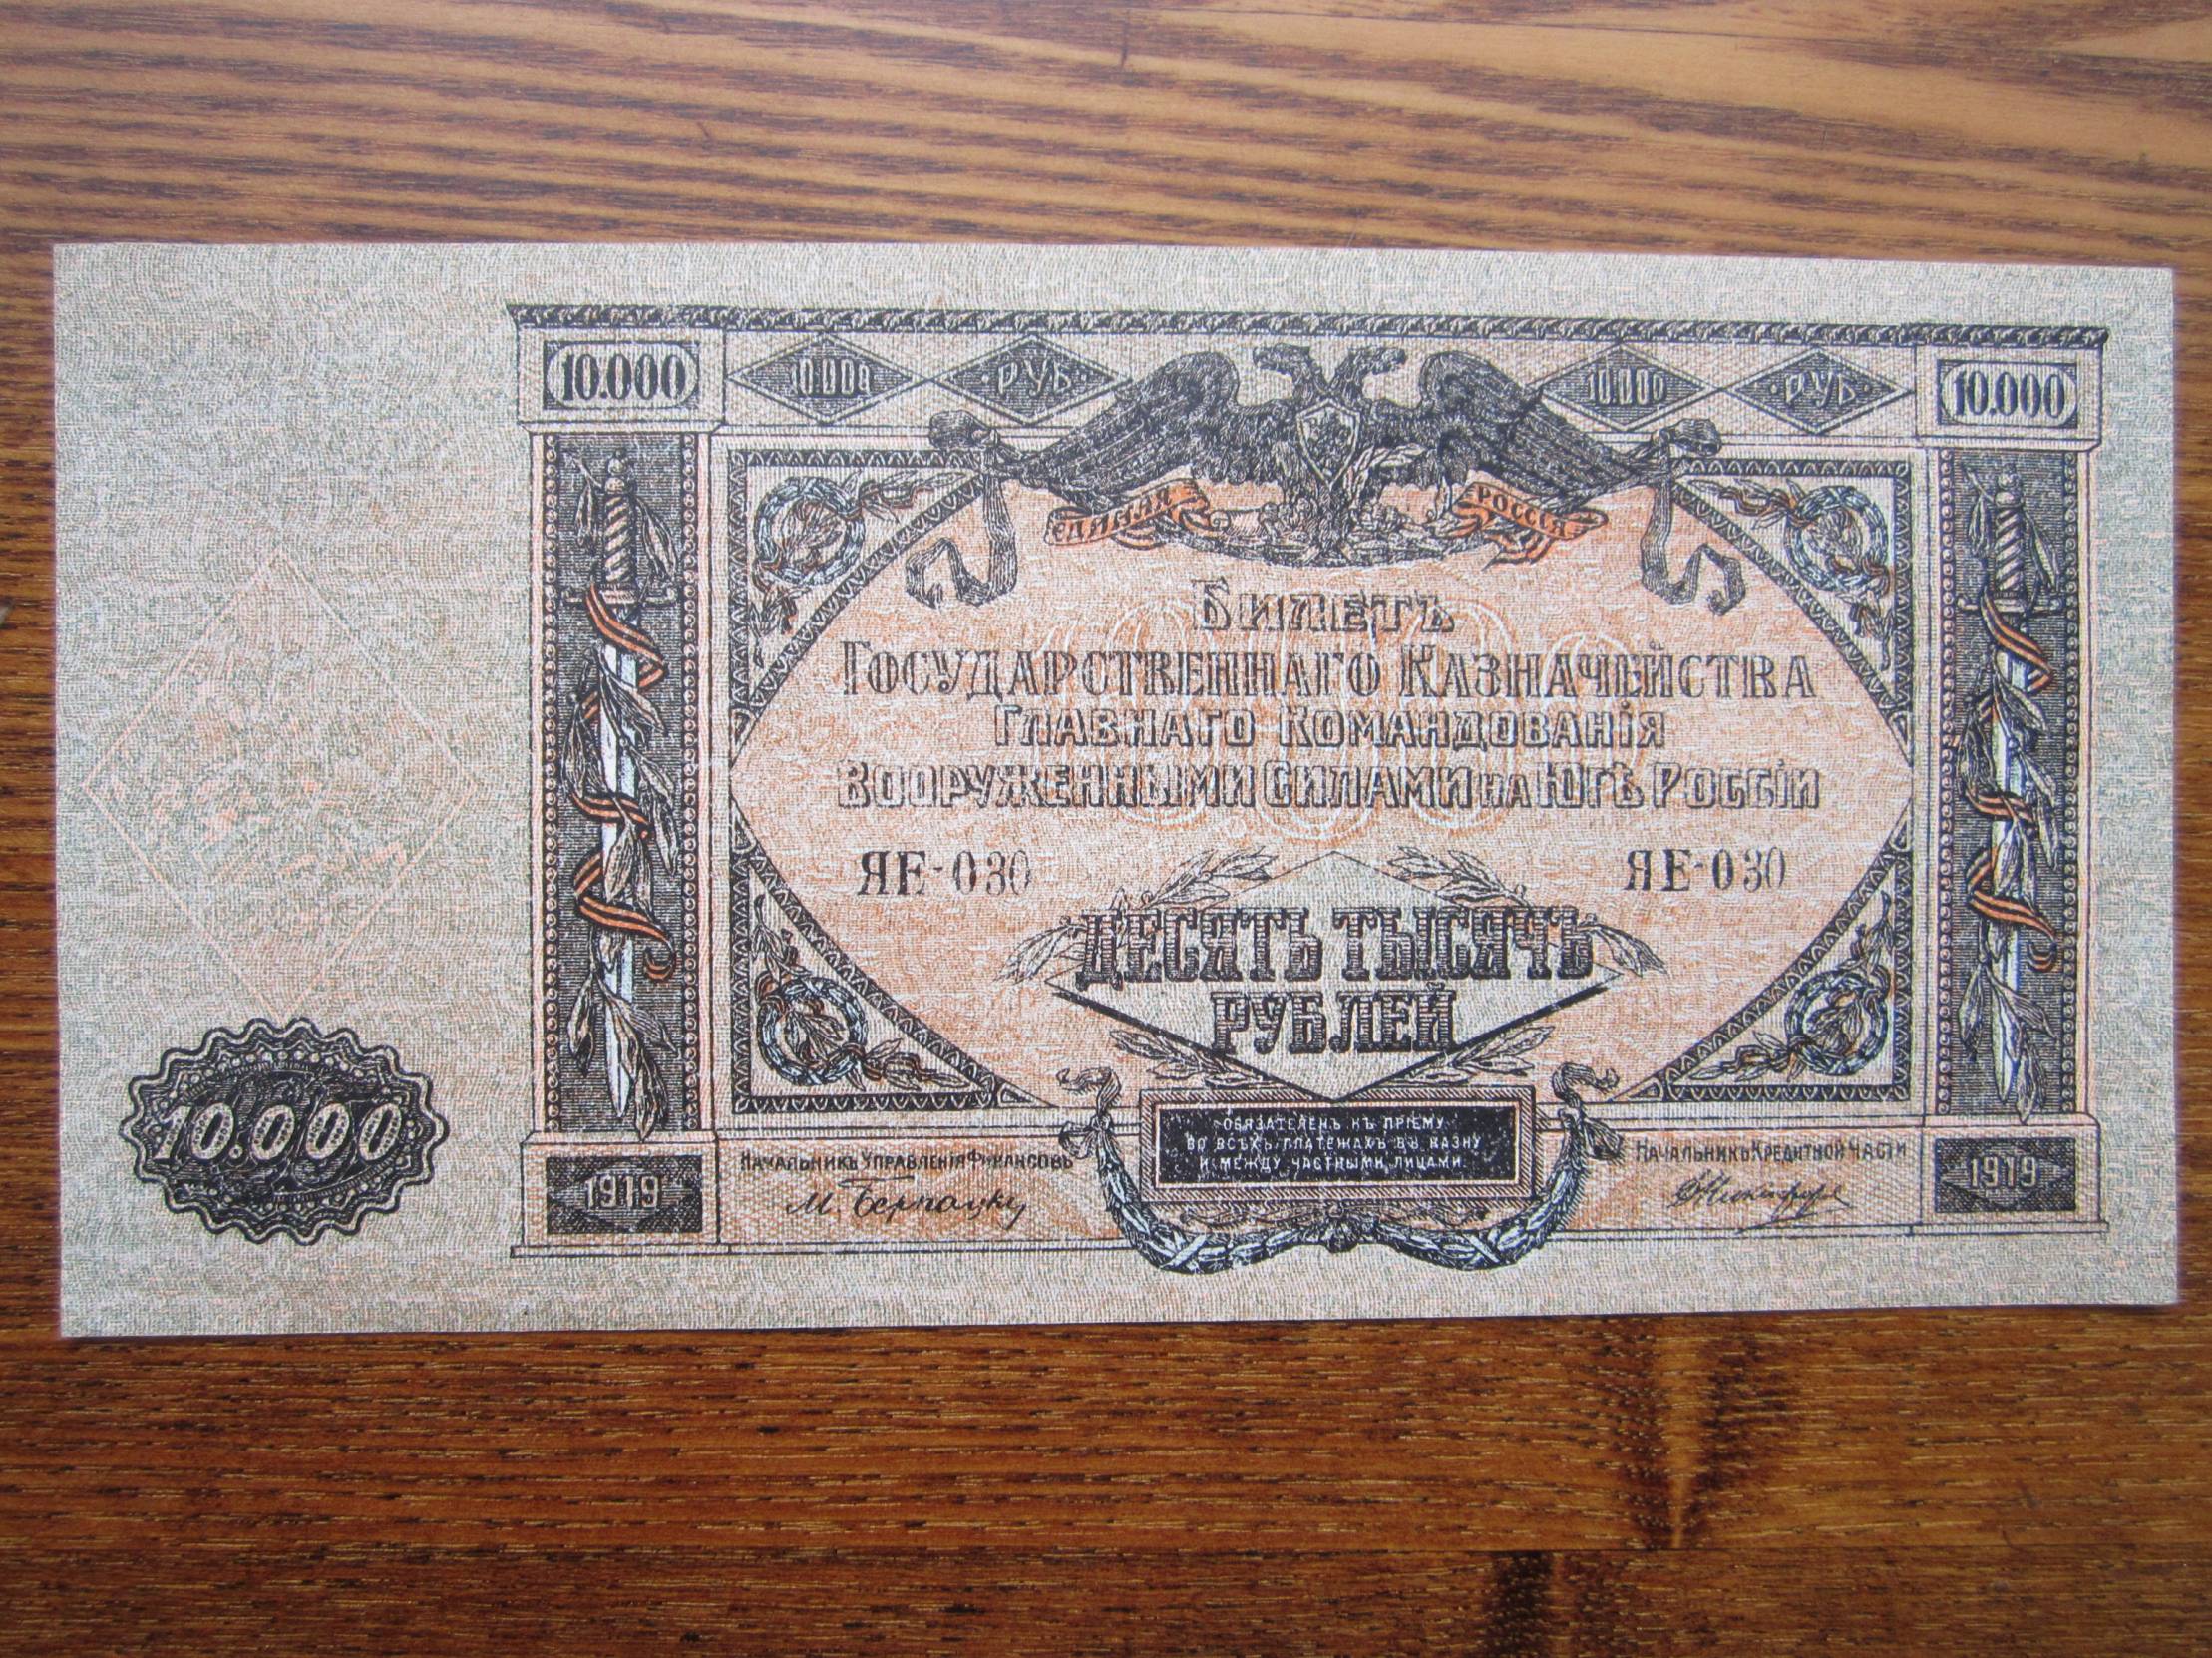 10.000
10.000
РУБ.
10.000
РУБ.
10.000
ЕДИНАЯ
РОССІЯ
БИЛЕТЪ
ГОСУДАРСТВЕННАГО КАЗНАЧЕЙСТВА
ГЛАВНАГО КОМАНДОВАНІЯ
ВООРУЖЕННЫМИ СИЛАМИ НА ЮГѢ РОССІИ
ЯЕ-030
ЯЕ-030
ДЕСЯТЬ ТЫСЯЧЪ
РУБЛЕЙ
10.000
ОБЯЗАТЕЛЕНЪ КЪ ПРІЕМУ
ВО ВСѢХЪ ПЛАТЕЖАХЪ ВЪ КАЗНУ
И МЕЖДУ ЧАСТНЫМИ ЛИЦАМИ.
1919
НАЧАЛЬНИКЪ УПРАВЛЕНІЯ ФИНАНСОВЪ
М. Бернацкій
НАЧАЛЬНИКЪ КРЕДИТНОЙ ЧАСТИ
1919